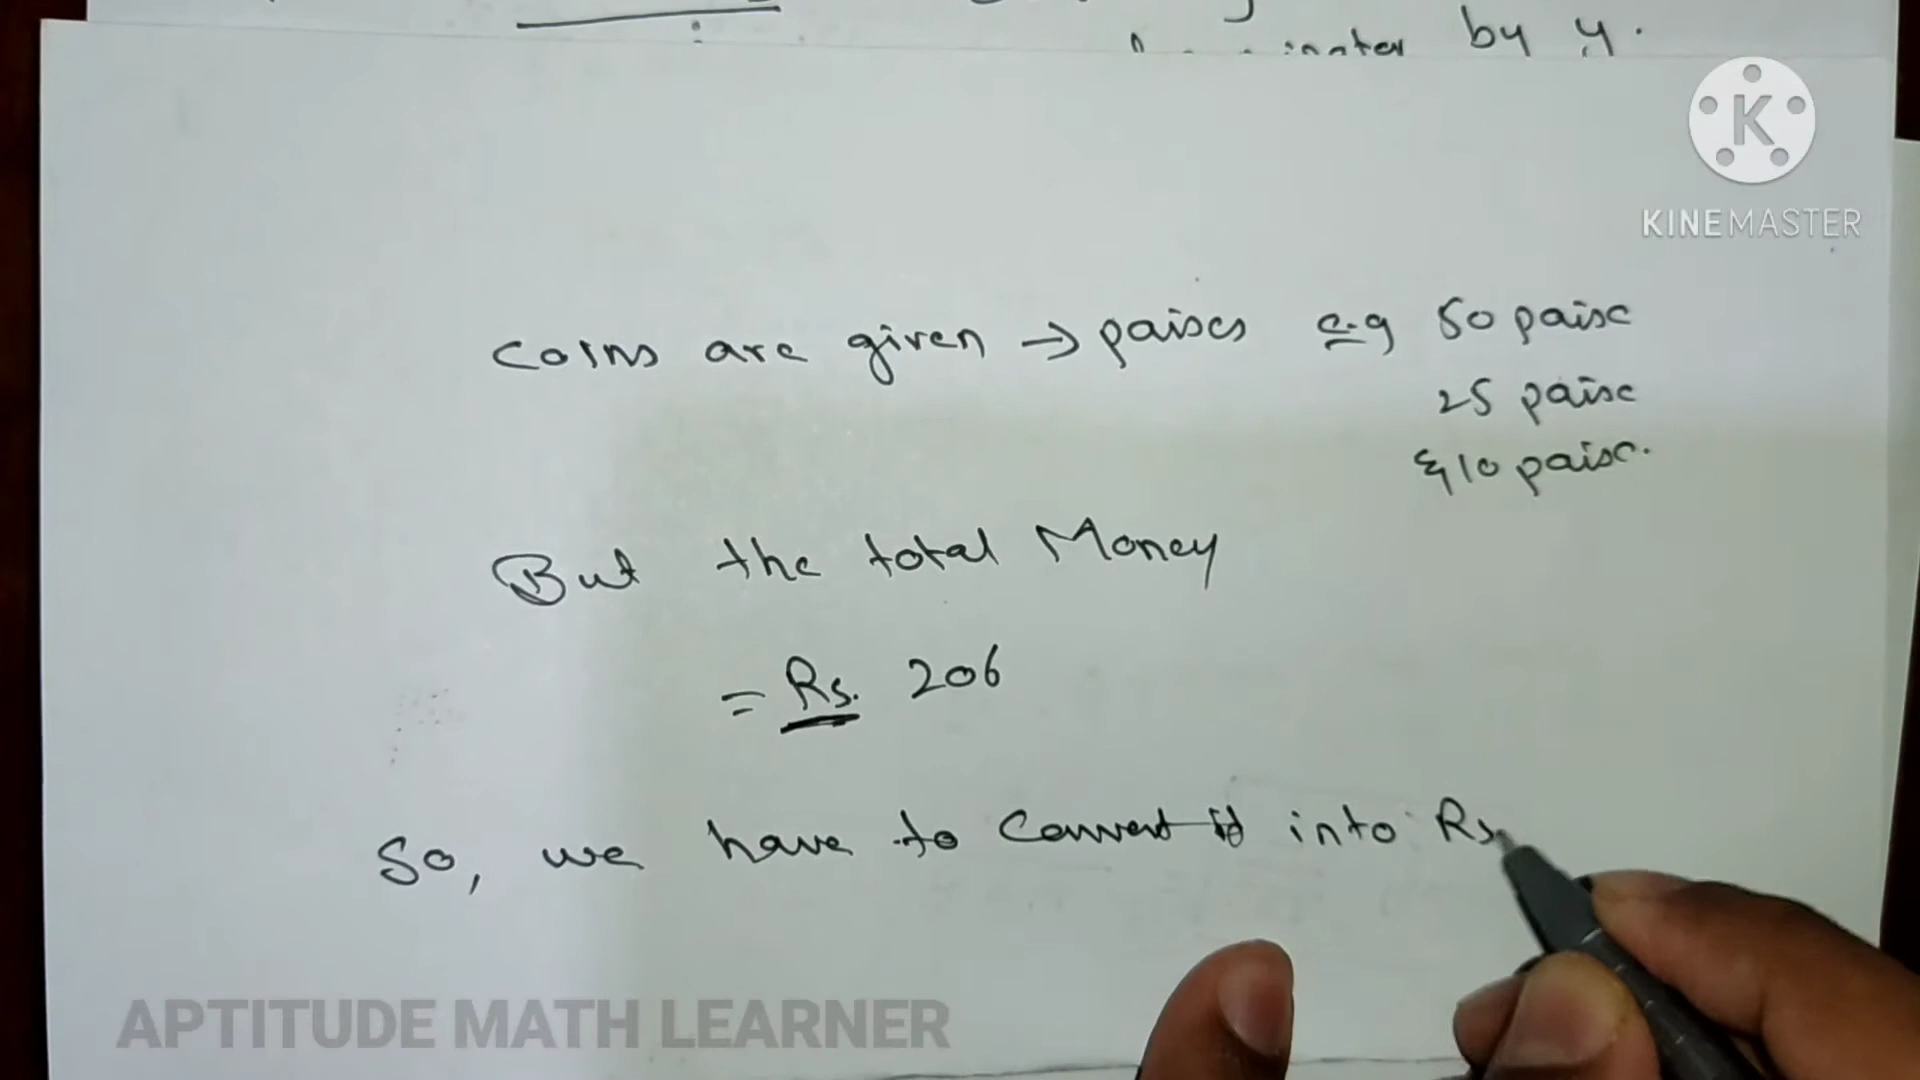 by 4.
K
KINEMASTER
Coins are given → paises e.g 50 paise
25 paise
& 10 paise.
But the total Money
= Rs. 206
So, we have to convert it into Rs
APTITUDE MATH LEARNER